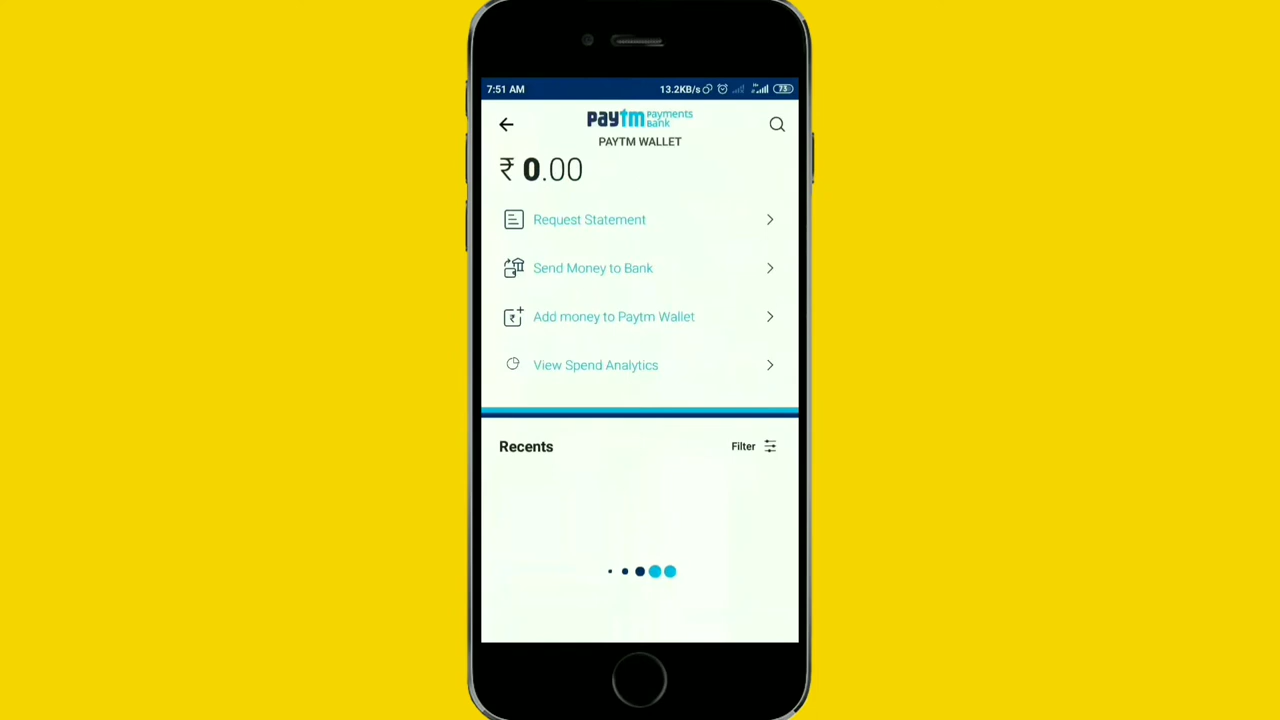 7:51 AM 13.2KB/s 73
paytm Payments Bank
PAYTM WALLET
₹ 0.00
Request Statement
Send Money to Bank
Add money to Paytm Wallet
View Spend Analytics
Recents Filter